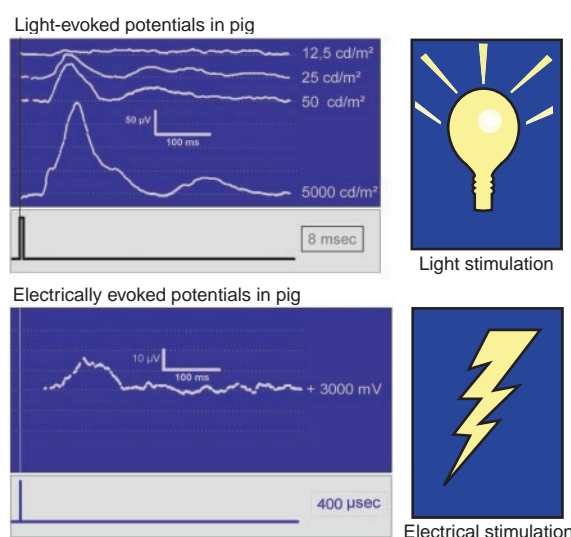 Light-evoked potentials in pig
12,5 cd/m²
25 cd/m²
50 cd/m²
50 µV
100 ms
5000 cd/m²
8 msec
Light stimulation
Electrically evoked potentials in pig
10 µV
100 ms
+ 3000 mV
400 µsec
Electrical stimulation